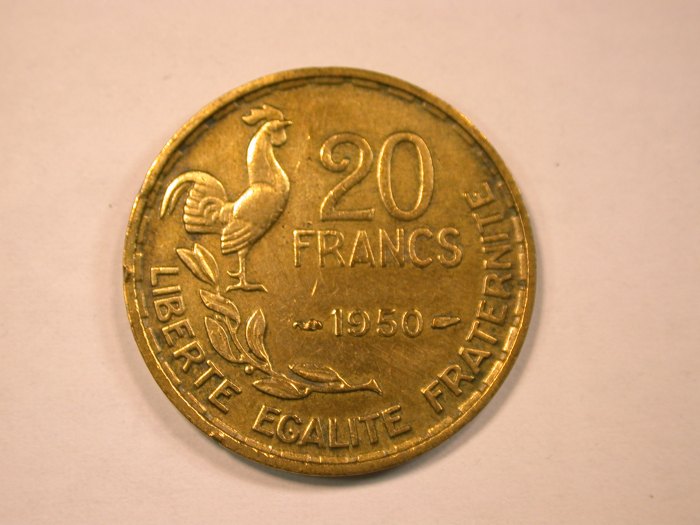 20
FRANCS
1950
LIBERTE EGALITE FRATERNITE